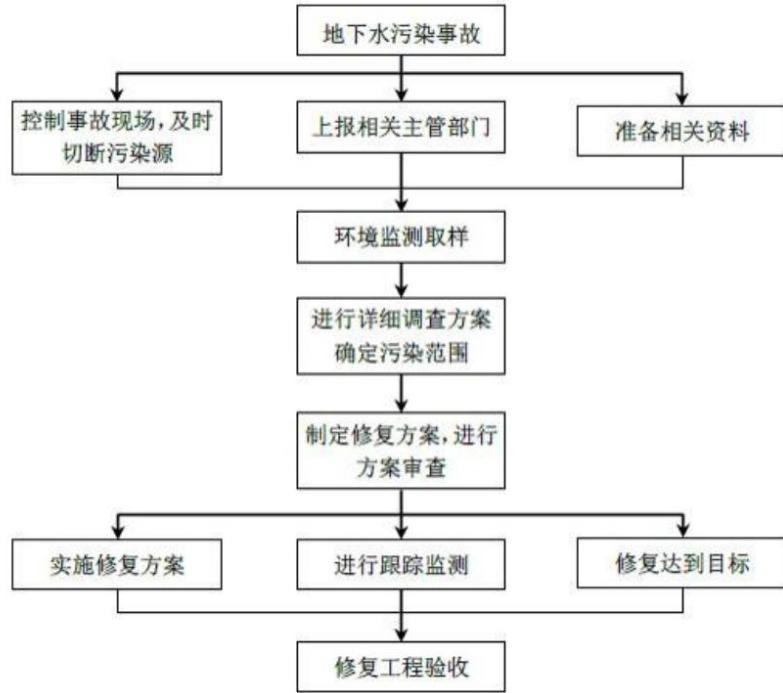 地下水污染事故
控制事故现场,及时
切断污染源
上报相关主管部门
准备相关资料
环境监测取样
进行详细调查方案
确定污染范围
制定修复方案,进行
方案审查
实施修复方案
进行跟踪监测
修复达到目标
修复工程验收